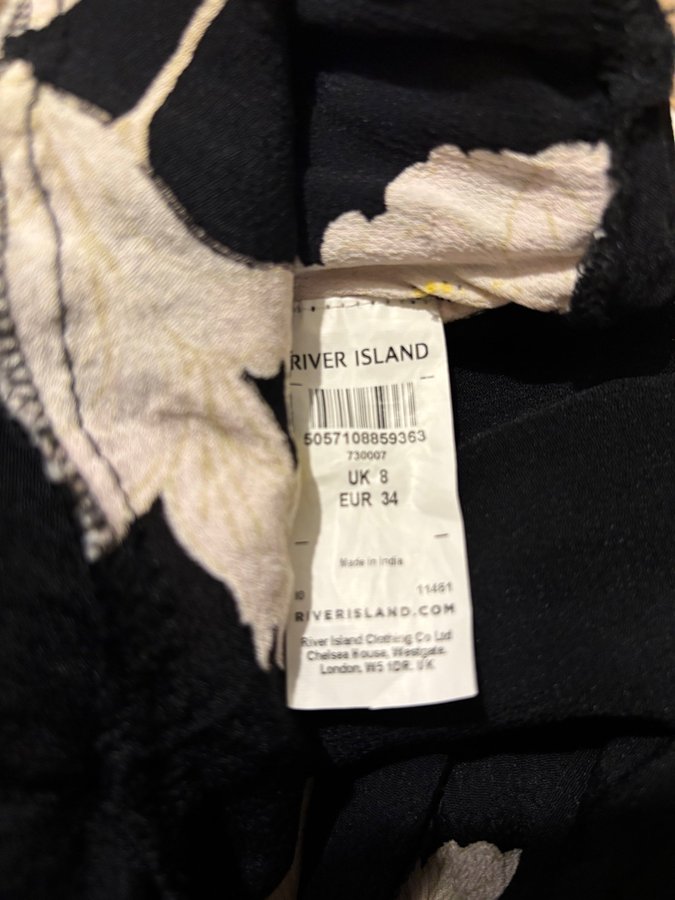 RIVER ISLAND
5057108859363
730007
UK 8
EUR 34
Made in India
11461
RIVERISLAND.COM
River Island Clothing Co Ltd
Chelsea House, Westgate,
London, W5 1DR, UK